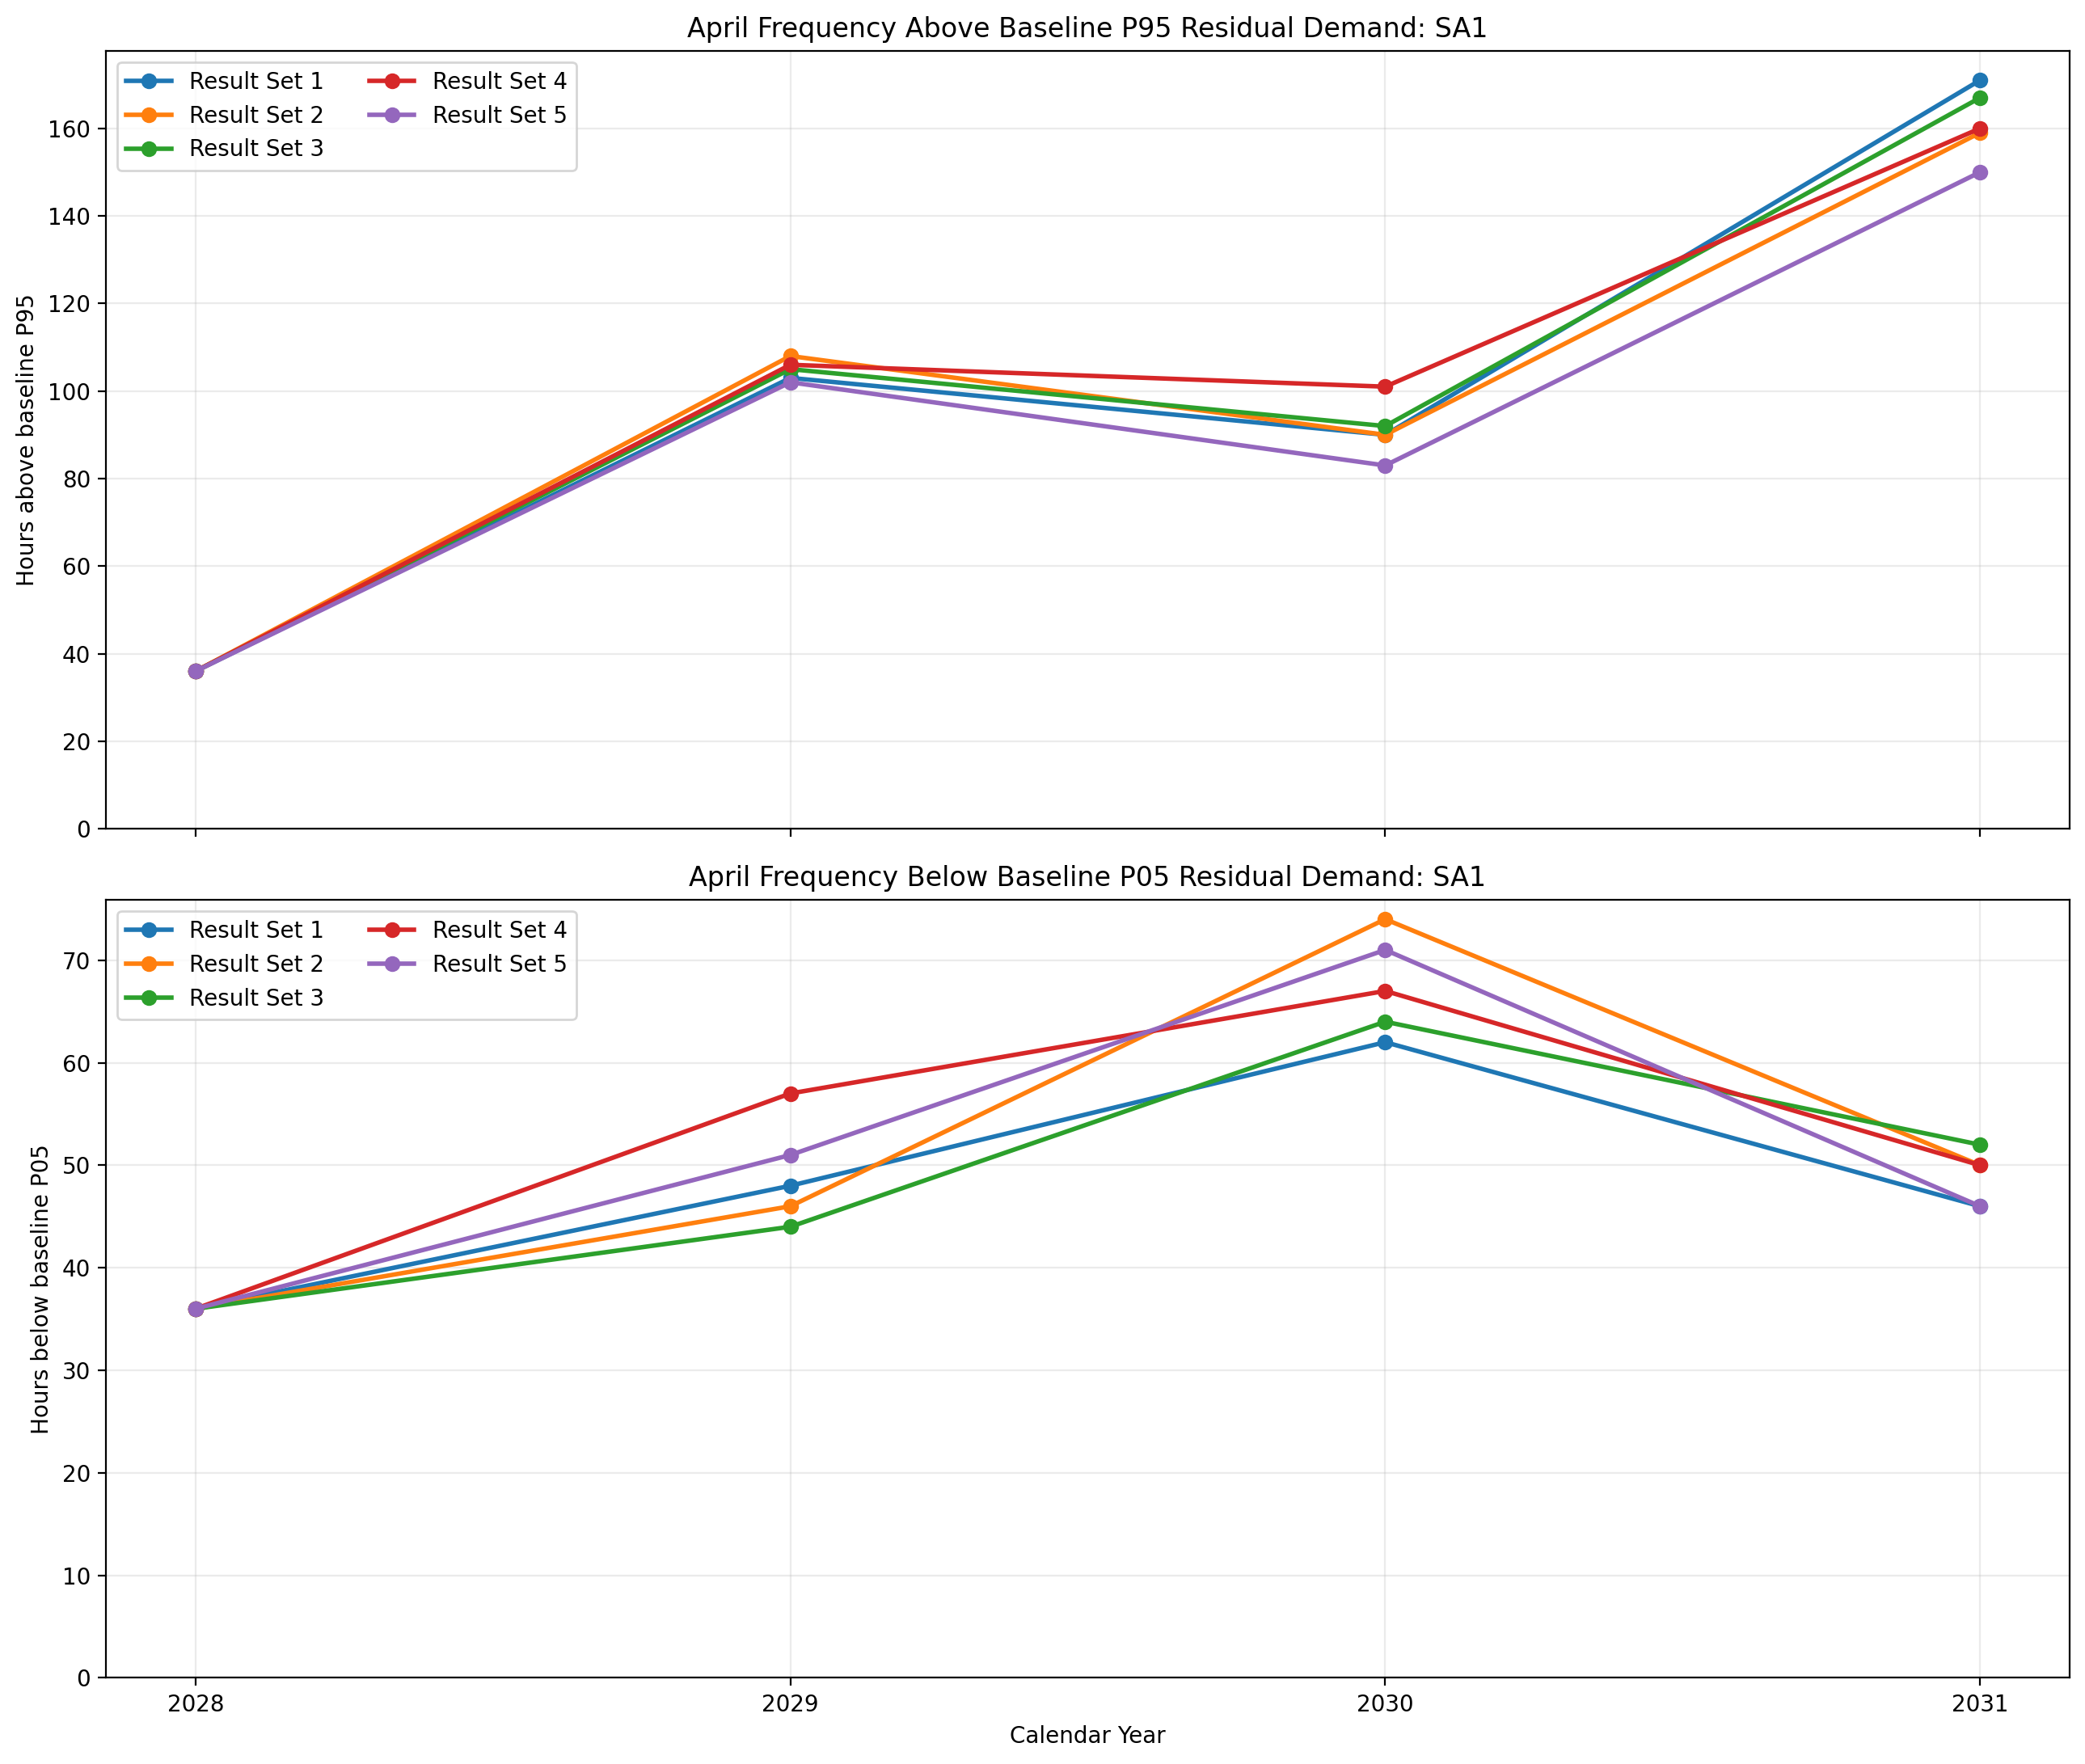 April Frequency Above Baseline P95 Residual Demand: SA1
Result Set 1
Result Set 2
Result Set 3
Result Set 4
Result Set 5
Hours above baseline P95
160
140
120
100
80
60
40
20
0
April Frequency Below Baseline P05 Residual Demand: SA1
Result Set 1
Result Set 2
Result Set 3
Result Set 4
Result Set 5
Hours below baseline P05
70
60
50
40
30
20
10
0
2028 2029 2030 2031
Calendar Year